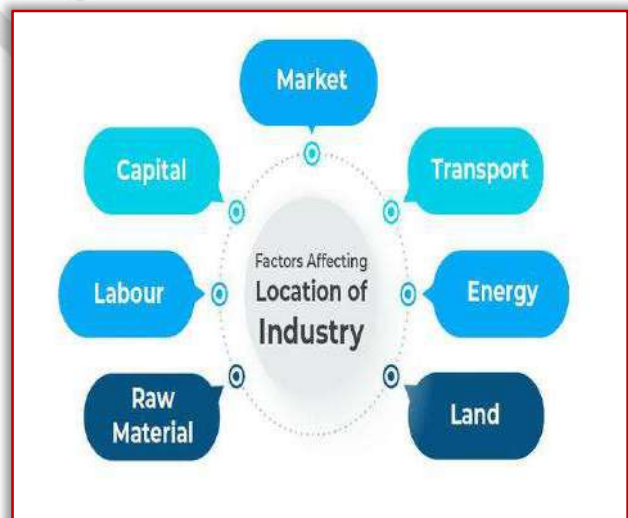 Market
Capital
Transport
Factors Affecting
Location of
Industry
Labour
Energy
Raw
Material
Land